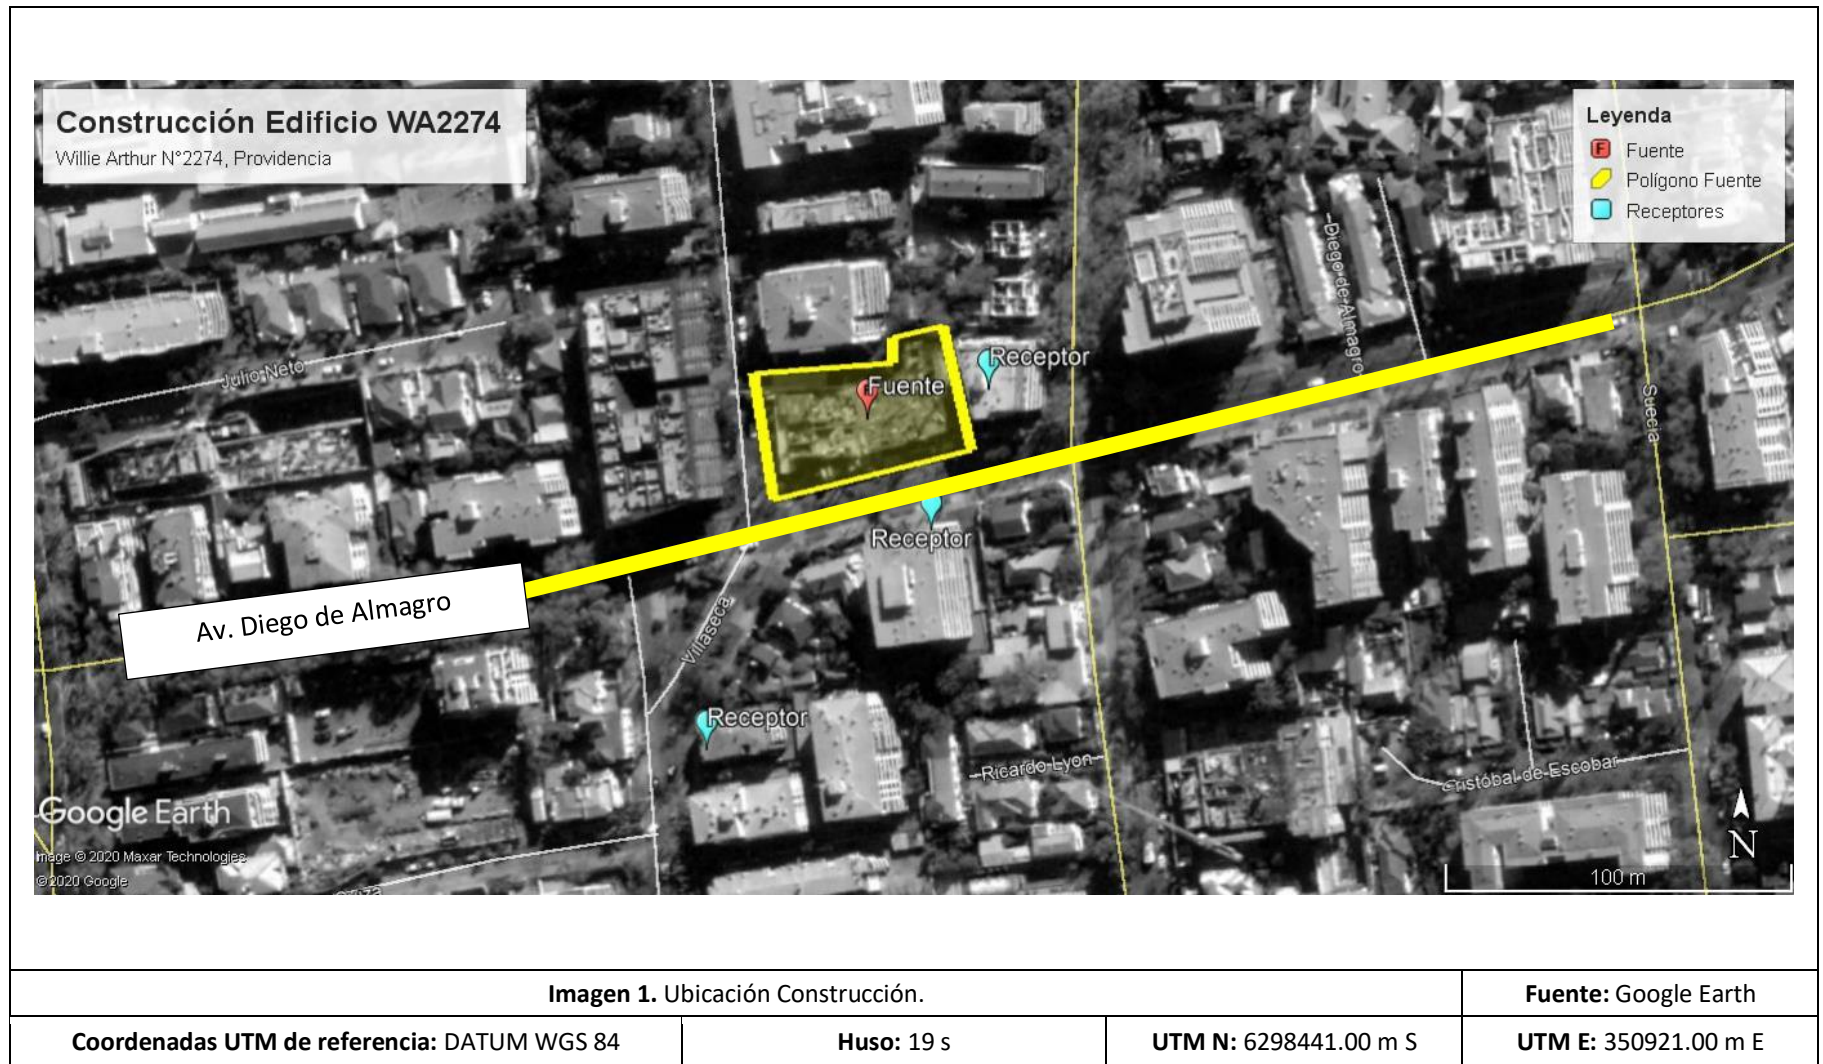 Construcción Edificio WA2274
Willie Arthur N°2274, Providencia
Leyenda
F Fuente
Polígono Fuente
Receptores
Diego de Almagro
Julio Neto
Receptor
F
Fuente
Suecia
Receptor
Av. Diego de Almagro
Villaseca
Receptor
Ricardo Lyon
Cristóbal de Escobar
Google Earth
Image © 2020 Maxar Technologies
© 2020 Google
N
100 m
Imagen 1. Ubicación Construcción.
Fuente: Google Earth
Coordenadas UTM de referencia: DATUM WGS 84
Huso: 19 s
UTM N: 6298441.00 m S
UTM E: 350921.00 m E